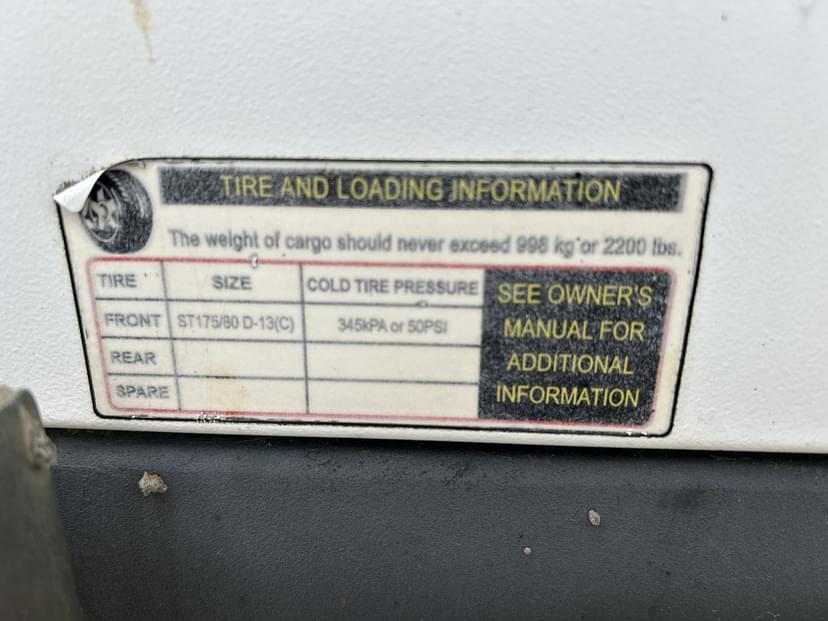 TIRE AND LOADING INFORMATION
The weight of cargo should never exceed 998 kg or 2200 lbs.
TIRE SIZE COLD TIRE PRESSURE
FRONT ST175/80 D-13(C) 345kPA or 50PSI
REAR
SPARE
SEE OWNER'S
MANUAL FOR
ADDITIONAL
INFORMATION